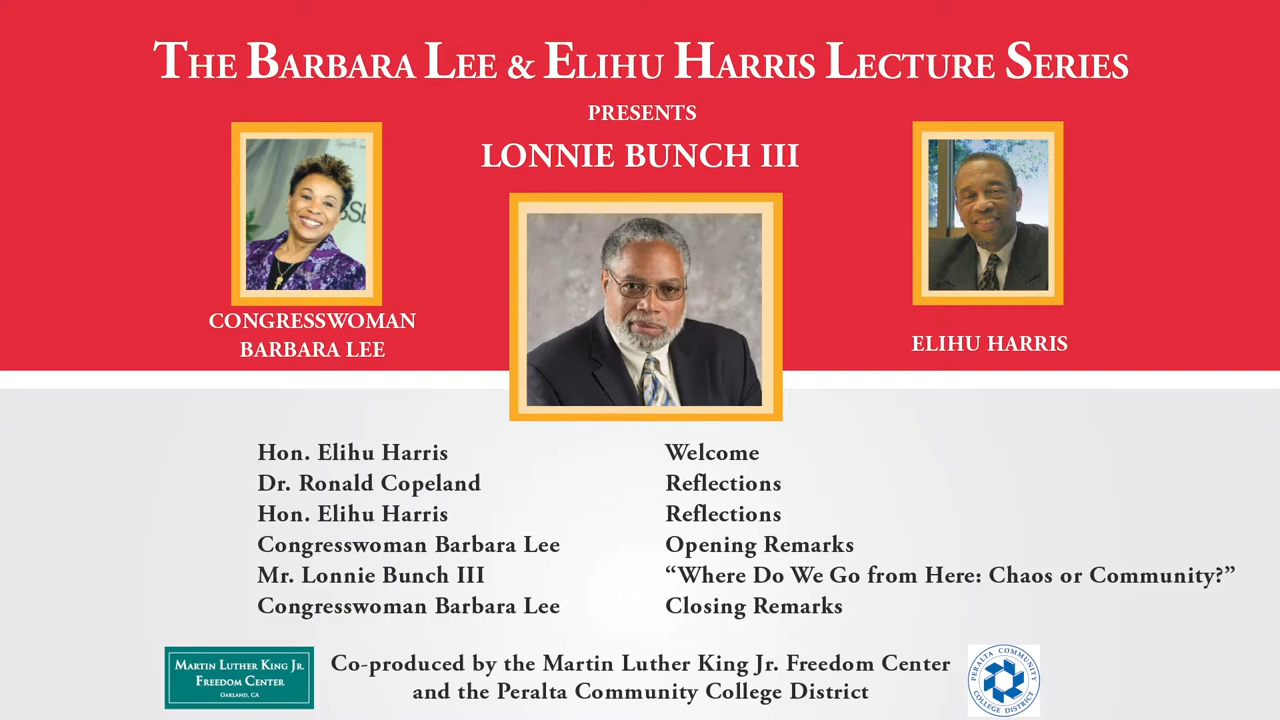 The Barbara Lee & Elihu Harris Lecture Series
PRESENTS
LONNIE BUNCH III
CONGRESSWOMAN
BARBARA LEE
ELIHU HARRIS
Hon. Elihu Harris Welcome
Dr. Ronald Copeland Reflections
Hon. Elihu Harris Reflections
Congresswoman Barbara Lee Opening Remarks
Mr. Lonnie Bunch III “Where Do We Go from Here: Chaos or Community?”
Congresswoman Barbara Lee Closing Remarks
Martin Luther King Jr.
Freedom Center
Oakland, CA
Co-produced by the Martin Luther King Jr. Freedom Center
and the Peralta Community College District
PERALTA COMMUNITY
COLLEGE DISTRICT